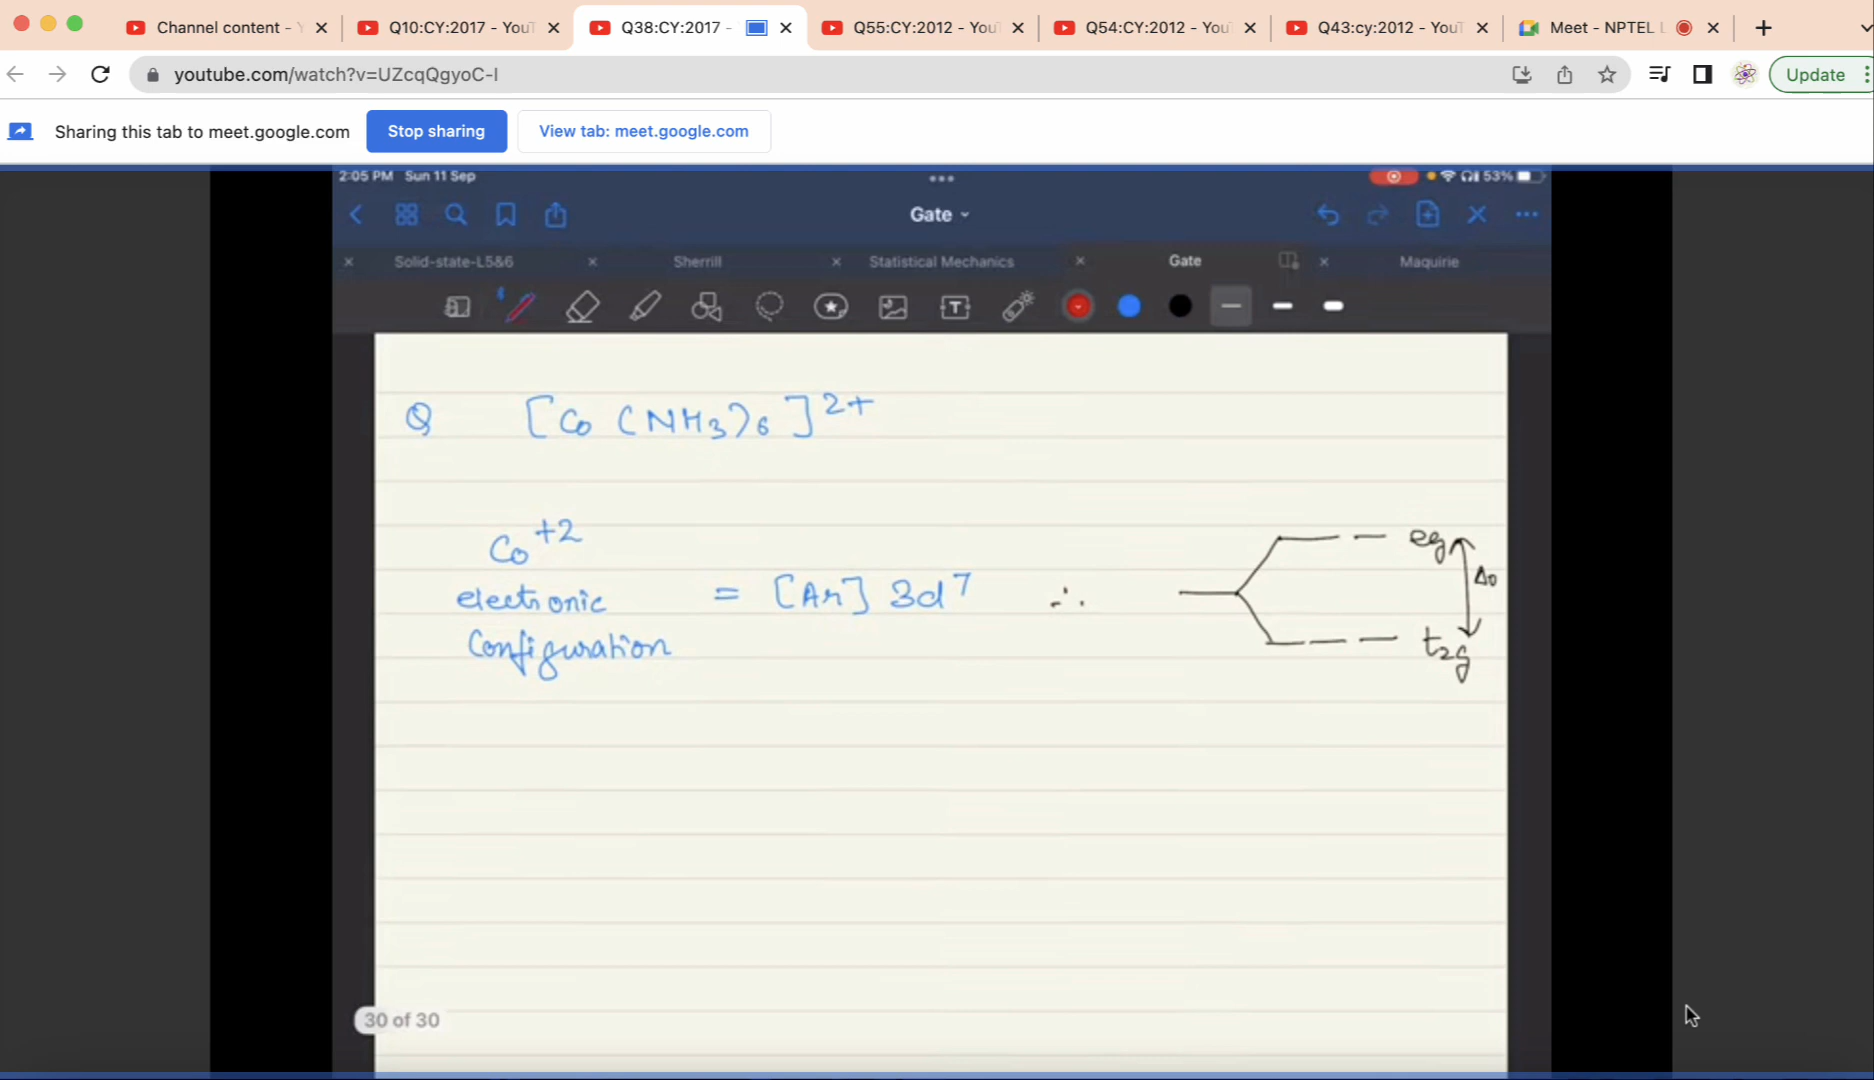 Channel content - Y
Q10:CY:2017 - YouT
Q38:CY:2017 -
Q55:CY:2012 - YouT
Q54:CY:2012 - YouT
Q43:cy:2012 - YouT
Meet - NPTEL L
youtube.com/watch?v=UZcqQgyoC-I
Update
Sharing this tab to meet.google.com
Stop sharing
View tab: meet.google.com
2:05 PM Sun 11 Sep
53%
Gate
Solid-state-L5&6
Sherrill
Statistical Mechanics
Gate
Maquirie
Q [Co (NH3)6]2+
Co+2
electronic
Configuration
= [Ar] 3d7 ∴
eg
Δo
t2g
30 of 30